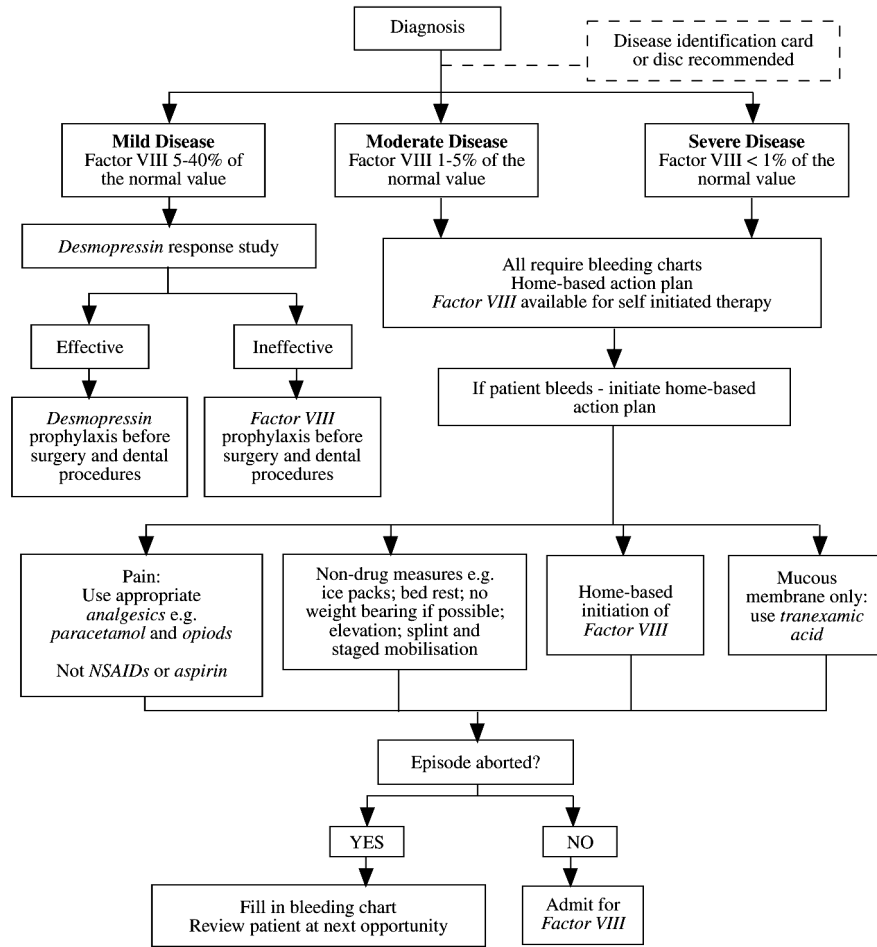 Diagnosis
Disease identification card
or disc recommended
Mild Disease
Factor VIII 5-40% of
the normal value
Moderate Disease
Factor VIII 1-5% of the
normal value
Severe Disease
Factor VIII < 1% of the
normal value
Desmopressin response study
All require bleeding charts
Home-based action plan
Factor VIII available for self initiated therapy
Effective
Ineffective
If patient bleeds - initiate home-based
action plan
Desmopressin
prophylaxis before
surgery and dental
procedures
Factor VIII
prophylaxis before
surgery and dental
procedures
Pain:
Use appropriate
analgesics e.g.
paracetamol and opiods
Not NSAIDs or aspirin
Non-drug measures e.g.
ice packs; bed rest; no
weight bearing if possible;
elevation; splint and
staged mobilisation
Home-based
initiation of
Factor VIII
Mucous
membrane only:
use tranexamic
acid
Episode aborted?
YES
NO
Fill in bleeding chart
Review patient at next opportunity
Admit for
Factor VIII